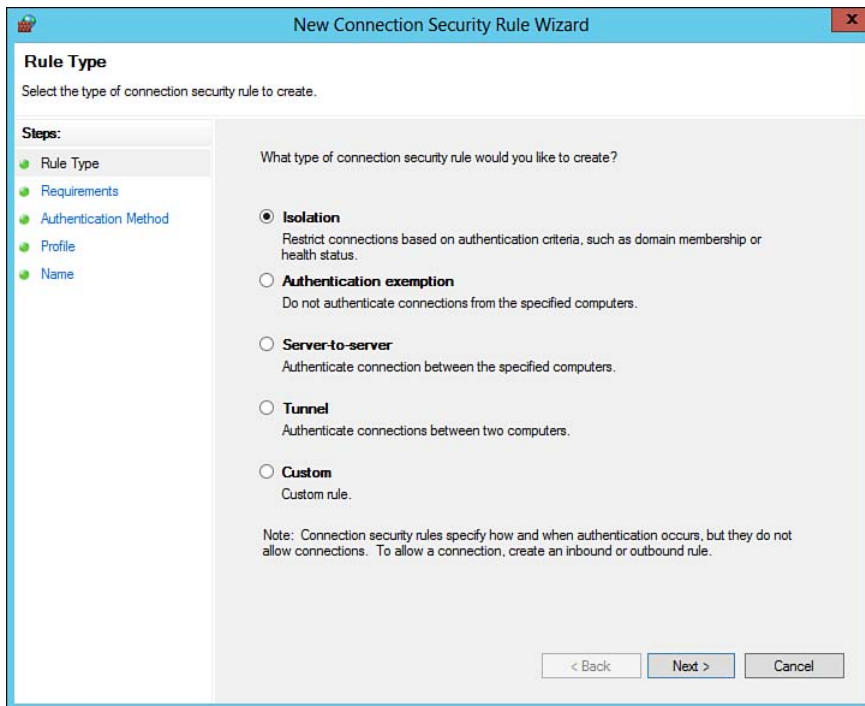 New Connection Security Rule Wizard
x
Rule Type
Select the type of connection security rule to create.
Steps:
Rule Type
Requirements
Authentication Method
Profile
Name
What type of connection security rule would you like to create?
Isolation
Restrict connections based on authentication criteria, such as domain membership or
health status.
Authentication exemption
Do not authenticate connections from the specified computers.
Server-to-server
Authenticate connection between the specified computers.
Tunnel
Authenticate connections between two computers.
Custom
Custom rule.
Note: Connection security rules specify how and when authentication occurs, but they do not
allow connections. To allow a connection, create an inbound or outbound rule.
< Back
Next >
Cancel